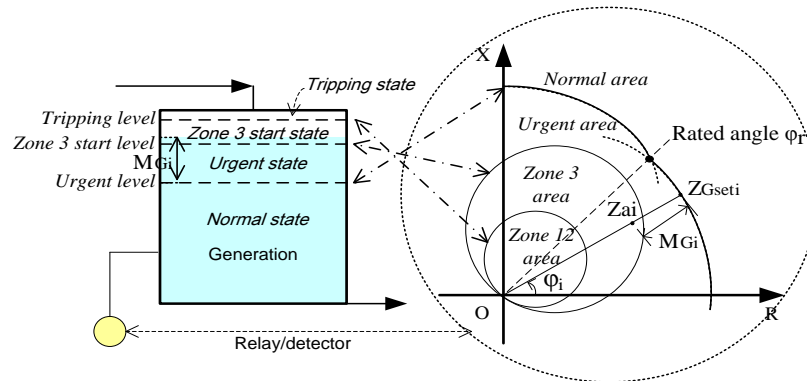 Tripping state
Tripping level
Zone 3 start state
Zone 3 start level
MGi
Urgent state
Urgent level
Normal state
Generation
Relay/detector
X
Normal area
Urgent area
Rated angle φr
Zone 3
area
ZGseti
Zai
Zone 12
area
MGi
φi
O
R